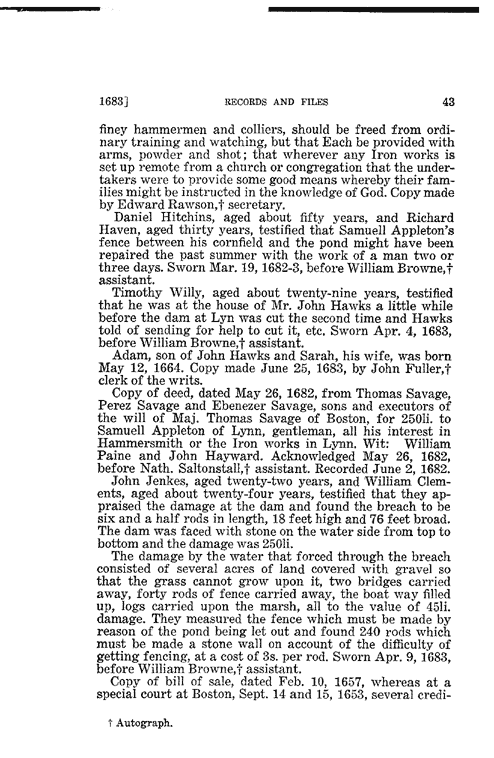 1683] RECORDS AND FILES 43
finey hammermen and colliers, should be freed from ordi-
nary training and watching, but that Each be provided with
arms, powder and shot; that wherever any Iron works is
set up remote from a church or congregation that the under-
takers were to provide some good means whereby their fam-
ilies might be instructed in the knowledge of God. Copy made
by Edward Rawson,† secretary.
Daniel Hitchins, aged about fifty years, and Richard
Haven, aged thirty years, testified that Samuell Appleton's
fence between his cornfield and the pond might have been
repaired the past summer with the work of a man two or
three days. Sworn Mar. 19, 1682-3, before William Browne,†
assistant.
Timothy Willy, aged about twenty-nine years, testified
that he was at the house of Mr. John Hawks a little while
before the dam at Lyn was cut the second time and Hawks
told of sending for help to cut it, etc. Sworn Apr. 4, 1683,
before William Browne,† assistant.
Adam, son of John Hawks and Sarah, his wife, was born
May 12, 1664. Copy made June 25, 1683, by John Fuller,†
clerk of the writs.
Copy of deed, dated May 26, 1682, from Thomas Savage,
Perez Savage and Ebenezer Savage, sons and executors of
the will of Maj. Thomas Savage of Boston, for 250li. to
Samuell Appleton of Lynn, gentleman, all his interest in
Hammersmith or the Iron works in Lynn. Wit: William
Paine and John Hayward. Acknowledged May 26, 1682,
before Nath. Saltonstall,† assistant. Recorded June 2, 1682.
John Jenkes, aged twenty-two years, and William Clem-
ents, aged about twenty-four years, testified that they ap-
praised the damage at the dam and found the breach to be
six and a half rods in length, 18 feet high and 76 feet broad.
The dam was faced with stone on the water side from top to
bottom and the damage was 250li.
The damage by the water that forced through the breach
consisted of several acres of land covered with gravel so
that the grass cannot grow upon it, two bridges carried
away, forty rods of fence carried away, the boat way filled
up, logs carried upon the marsh, all to the value of 45li.
damage. They measured the fence which must be made by
reason of the pond being let out and found 240 rods which
must be made a stone wall on account of the difficulty of
getting fencing, at a cost of 3s. per rod. Sworn Apr. 9, 1683,
before William Browne,† assistant.
Copy of bill of sale, dated Feb. 10, 1657, whereas at a
special court at Boston, Sept. 14 and 15, 1653, several credi-
† Autograph.